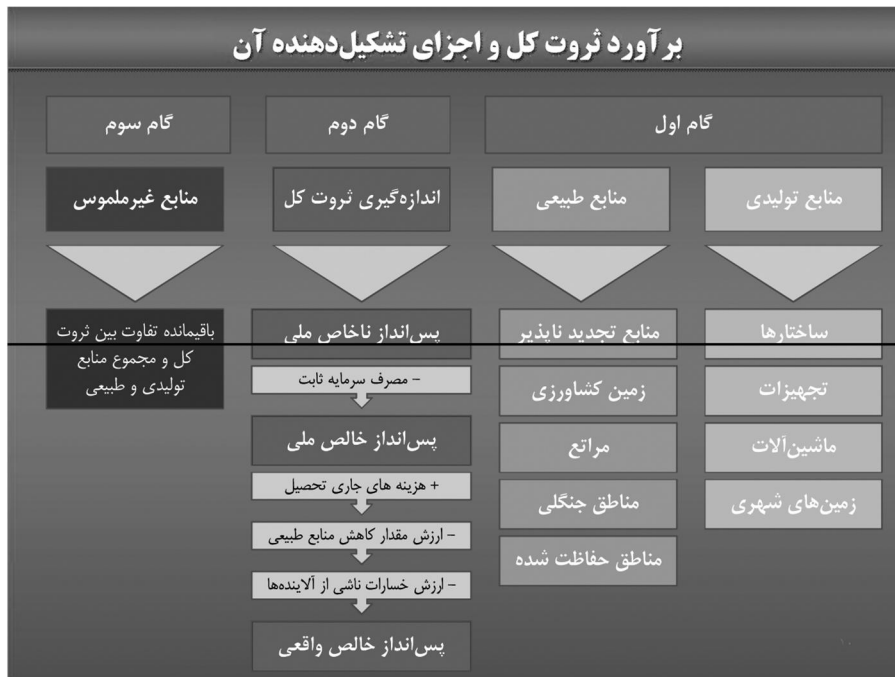 برآورد ثروت کل و اجزای تشکیل‌دهنده آن
گام اول
منابع تولیدی
ساختارها
تجهیزات
ماشین‌آلات
زمین‌های شهری
منابع طبیعی
منابع تجدید ناپذیر
زمین کشاورزی
مراتع
مناطق جنگلی
مناطق حفاظت شده
گام دوم
اندازه‌گیری ثروت کل
پس‌انداز ناخاص ملی
– مصرف سرمایه ثابت
پس‌انداز خالص ملی
+ هزینه های جاری تحصیل
– ارزش مقدار کاهش منابع طبیعی
– ارزش خسارات ناشی از آلاینده‌ها
پس‌انداز خالص واقعی
گام سوم
منابع غیرملموس
باقیمانده تفاوت بین ثروت
کل و مجموع منابع
تولیدی و طبیعی
۱۰